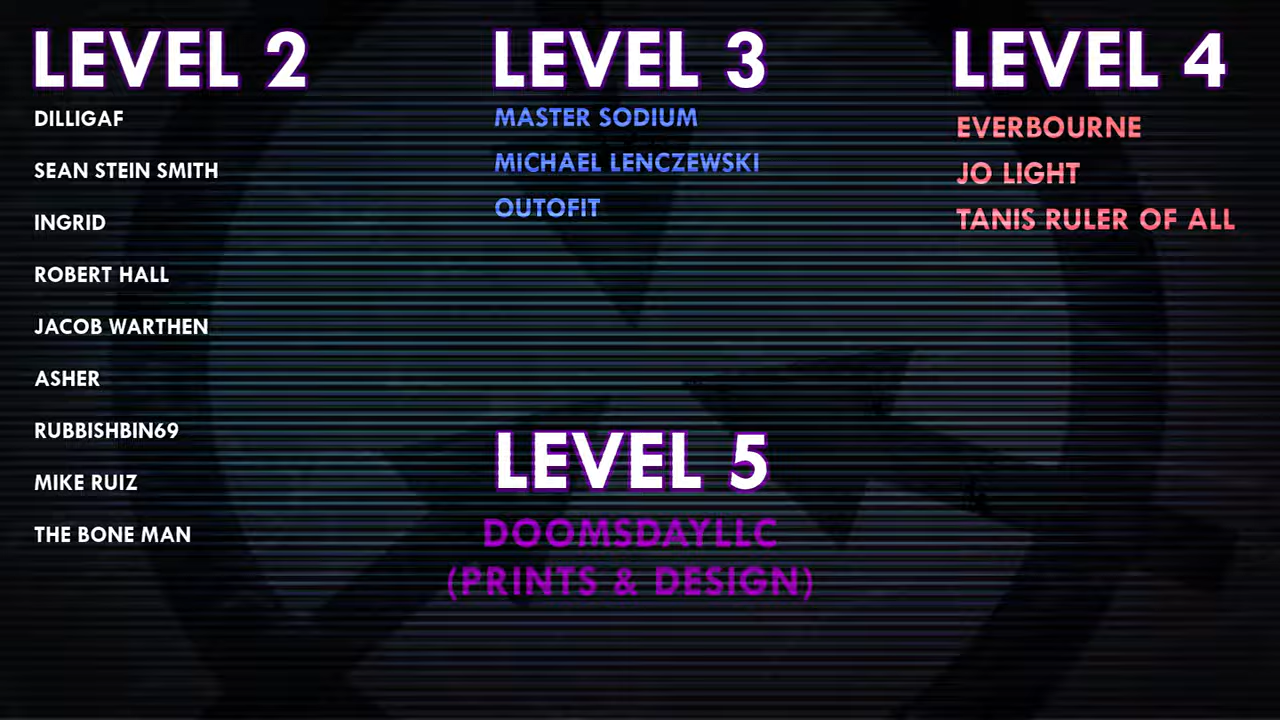 LEVEL 2
DILLIGAF
SEAN STEIN SMITH
INGRID
ROBERT HALL
JACOB WARTHEN
ASHER
RUBBISHBIN69
MIKE RUIZ
THE BONE MAN
LEVEL 3
MASTER SODIUM
MICHAEL LENCZEWSKI
OUTOFIT
LEVEL 4
EVERBOURNE
JO LIGHT
TANIS RULER OF ALL
LEVEL 5
DOOMSDAYLLC
(PRINTS & DESIGN)